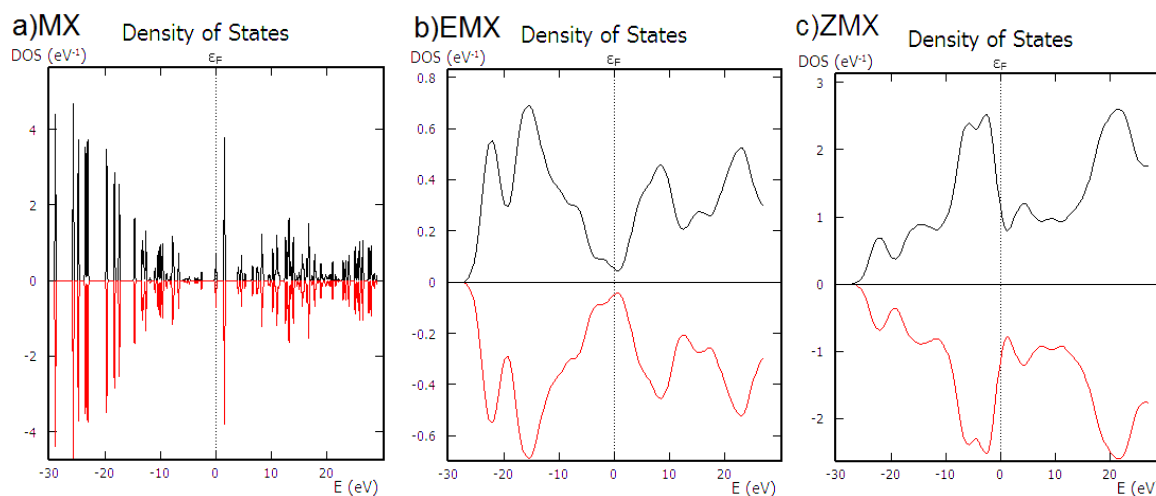 a)MX
Density of States
DOS (eV⁻¹)
εF
4
2
0
-2
-4
-30 -20 -10 0 10 20
E (eV)
b)EMX
Density of States
DOS (eV⁻¹)
εF
0.8
0.6
0.4
0.2
0
-0.2
-0.4
-0.6
-30 -20 -10 0 10 20
E (eV)
c)ZMX
Density of States
DOS (eV⁻¹)
εF
3
2
1
0
-1
-2
-30 -20 -10 0 10 20
E (eV)